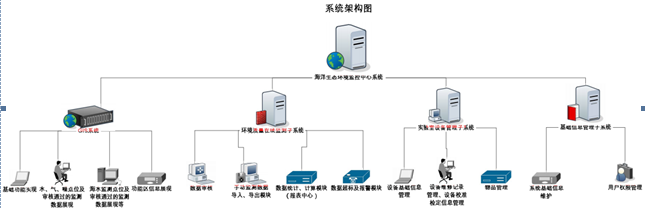 系统架构图
海洋生态环境监控中心系统
GIS系统
环境质量在线监测子系统
实验室设备管理子系统
基础信息管理子系统
基础功能实现
水、气、噪点位及
审核通过的监测
数据展现
海水监测点位及
审核通过的监测
数据展现等
功能区信息展现
数据审核
手动监测数据
导入、导出模块
数据统计、计算模块
(报表中心)
数据超标及报警模块
设备基础信息
管理
设备维修记录
管理、设备校准
检定信息管理
物品管理
系统基础信息
维护
用户权限管理